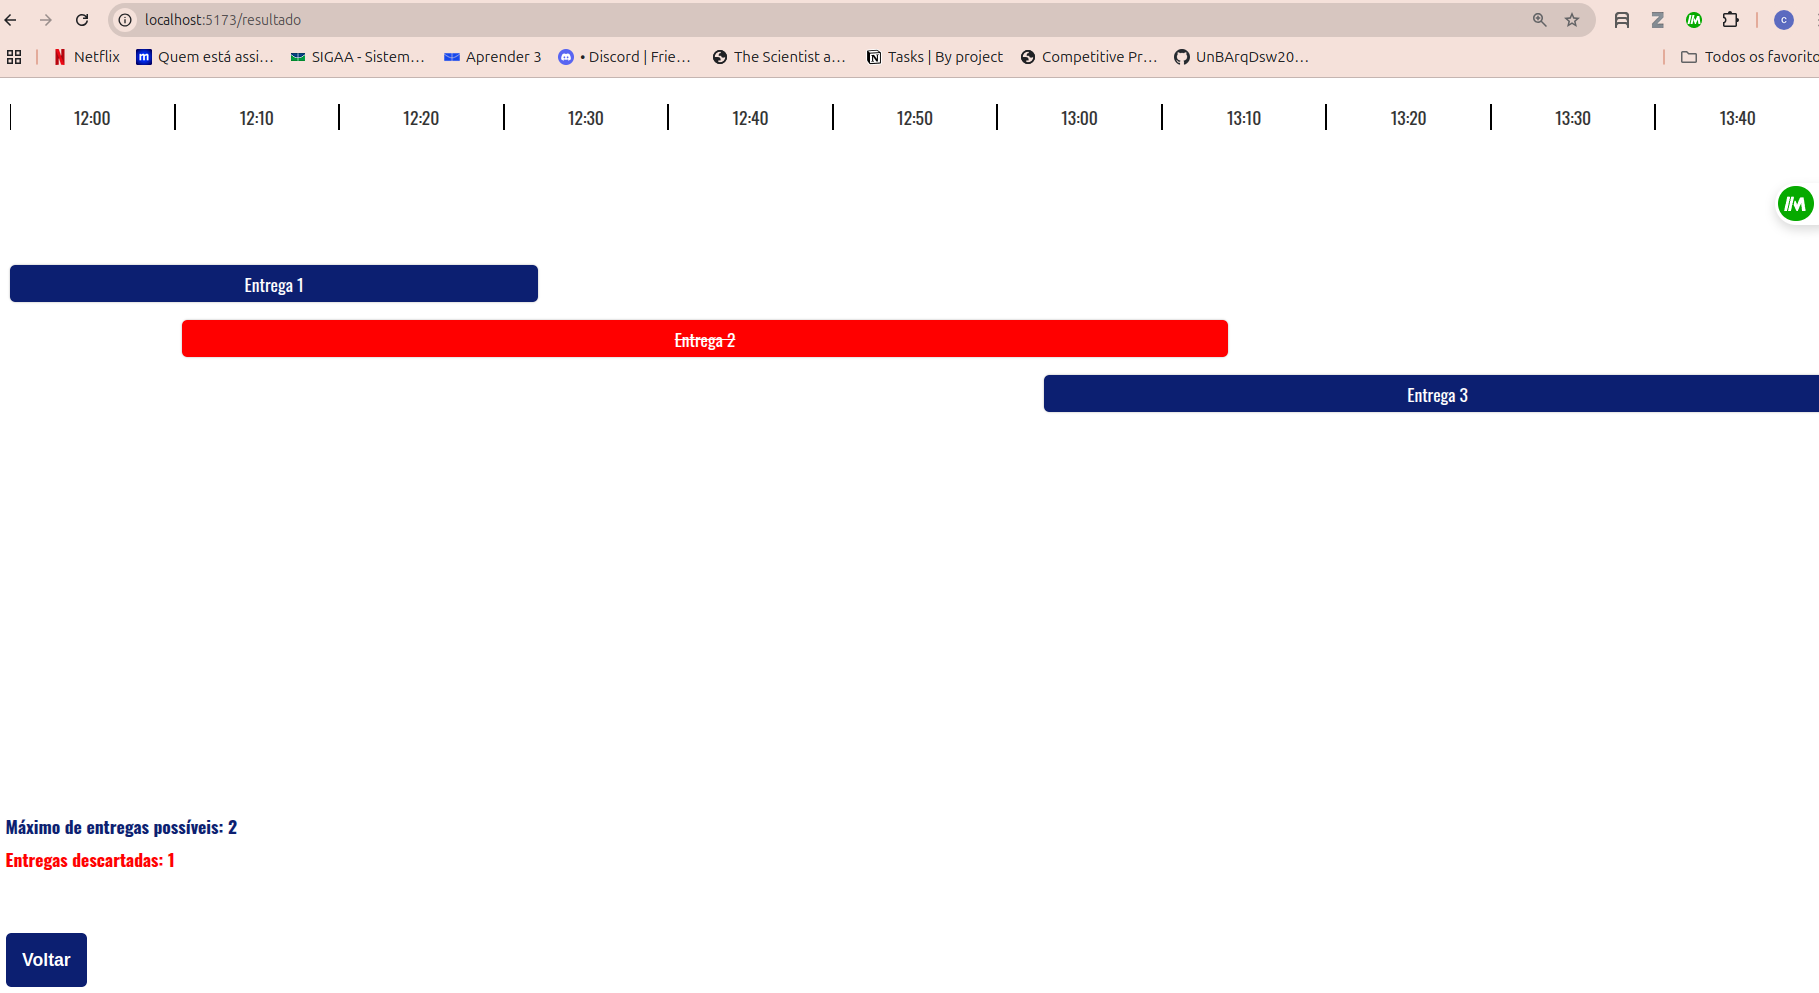 localhost:5173/resultado
Z
M
c
N Netflix
m Quem está assi...
SIGAA - Sistem...
Aprender 3
• Discord | Frie...
The Scientist a...
Tasks | By project
Competitive Pr...
UnBArqDsw20...
Todos os favorito
12:00 12:10 12:20 12:30 12:40 12:50 13:00 13:10 13:20 13:30 13:40
M
Entrega 1
Entrega 2
Entrega 3
Máximo de entregas possíveis: 2
Entregas descartadas: 1
Voltar